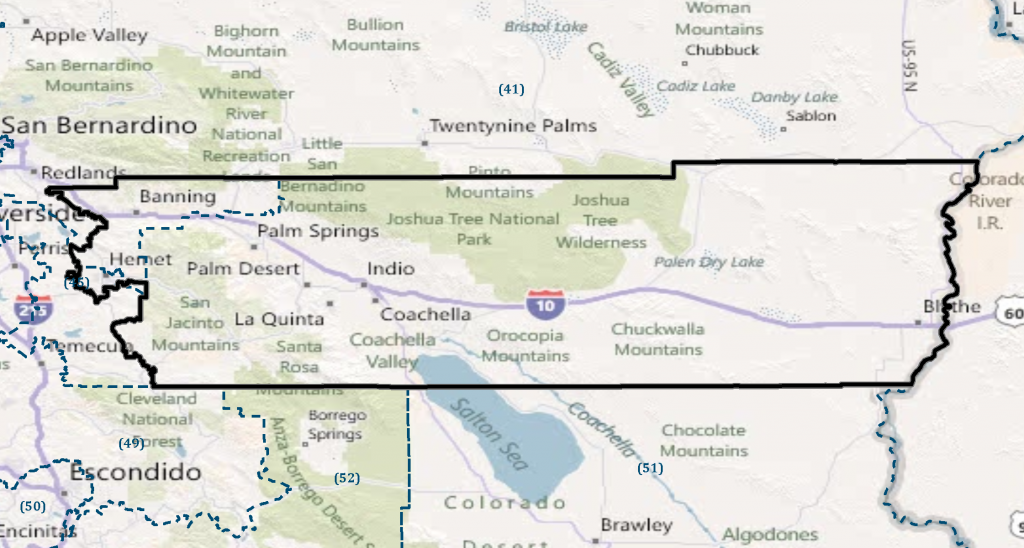 Apple Valley
San Bernardino
Mountains
Bighorn
Mountain
and
Whitewater
River
National
Recreation
Bullion
Mountains
Bristol Lake
Woman
Mountains
Chubbuck
Cadiz Valley
Cadiz Lake
Danby Lake
Sablon
US-95 N
(41)
San Bernardino
Twentynine Palms
Redlands
Banning
Little
San
Bernadino
Mountains
Pinto
Mountains
Joshua Tree National
Park
Joshua
Tree
Wilderness
Colorado
River
I.R.
verside
Perris
Hemet
Palm Springs
Palm Desert
Indio
Palen Dry Lake
San
Jacinto
Mountains
La Quinta
Coachella
10
Blythe
60
Temecula
Santa
Rosa
Mountains
Coachella
Valley
Orocopia
Mountains
Chuckwalla
Mountains
Cleveland
National
Forest
(49)
Escondido
(50)
Encinitas
Borrego
Springs
(52)
Anza-Borrego Desert S
Salton Sea
Coachella
Chocolate
Mountains
(51)
Colorado
Desert
Brawley
Algodones